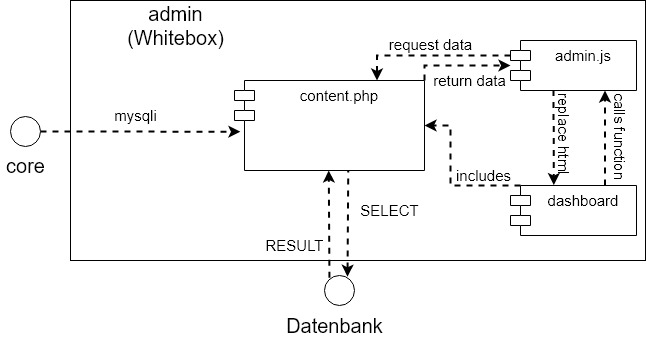 admin
(Whitebox)
request data
admin.js
return data
content.php
mysqli
replace html
calls function
core
includes
dashboard
SELECT
RESULT
Datenbank